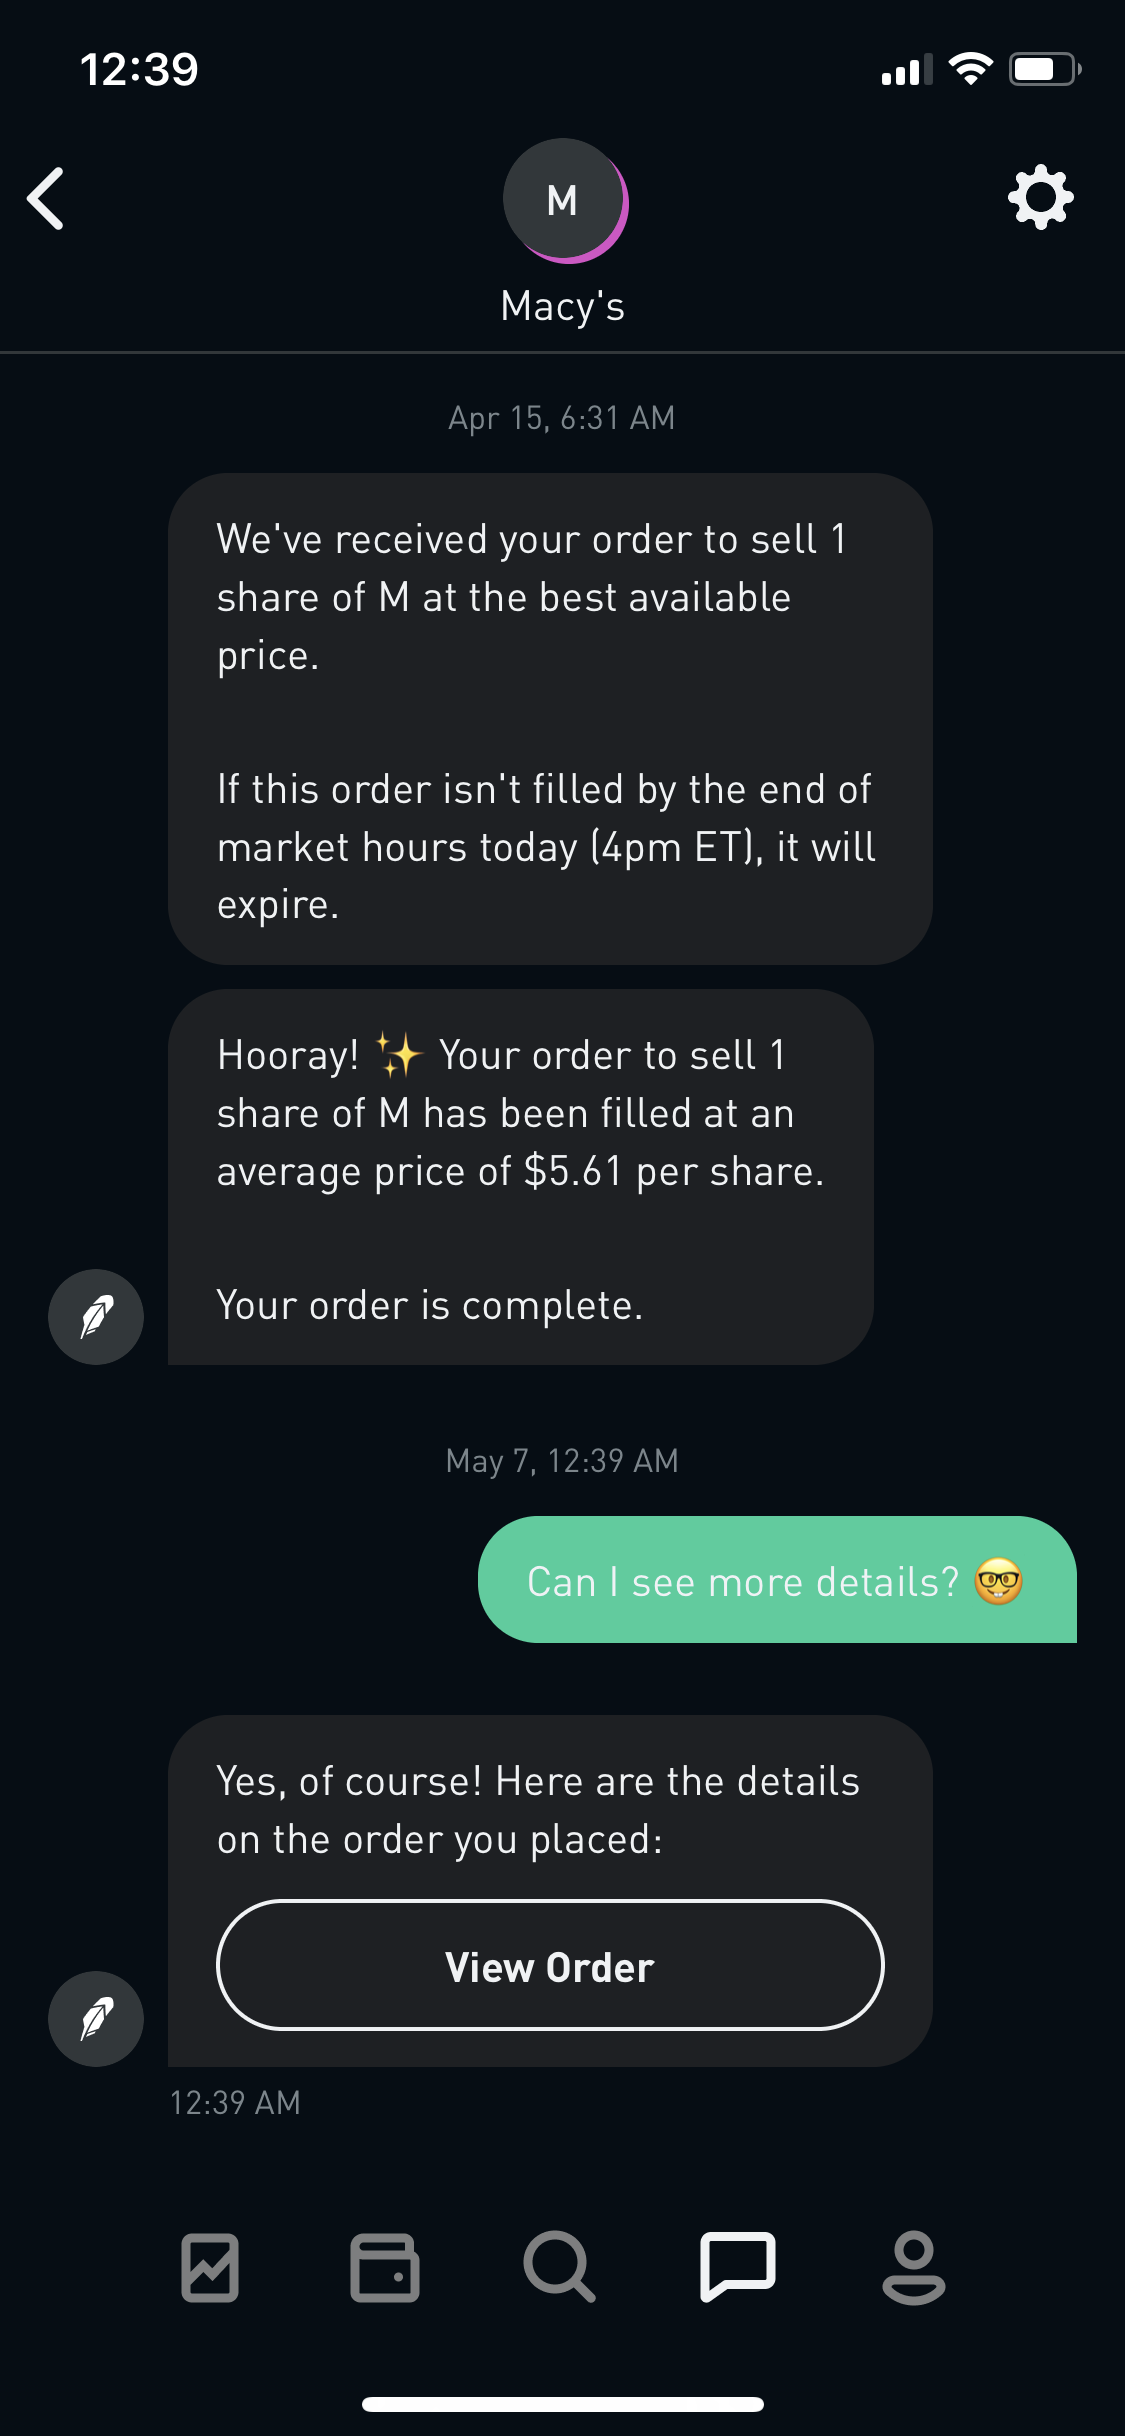 12:39
M
Macy's
Apr 15, 6:31 AM
We've received your order to sell 1
share of M at the best available
price.
If this order isn't filled by the end of
market hours today (4pm ET), it will
expire.
Hooray! ✨ Your order to sell 1
share of M has been filled at an
average price of $5.61 per share.
Your order is complete.
May 7, 12:39 AM
Can I see more details? 🤓
Yes, of course! Here are the details
on the order you placed:
View Order
12:39 AM